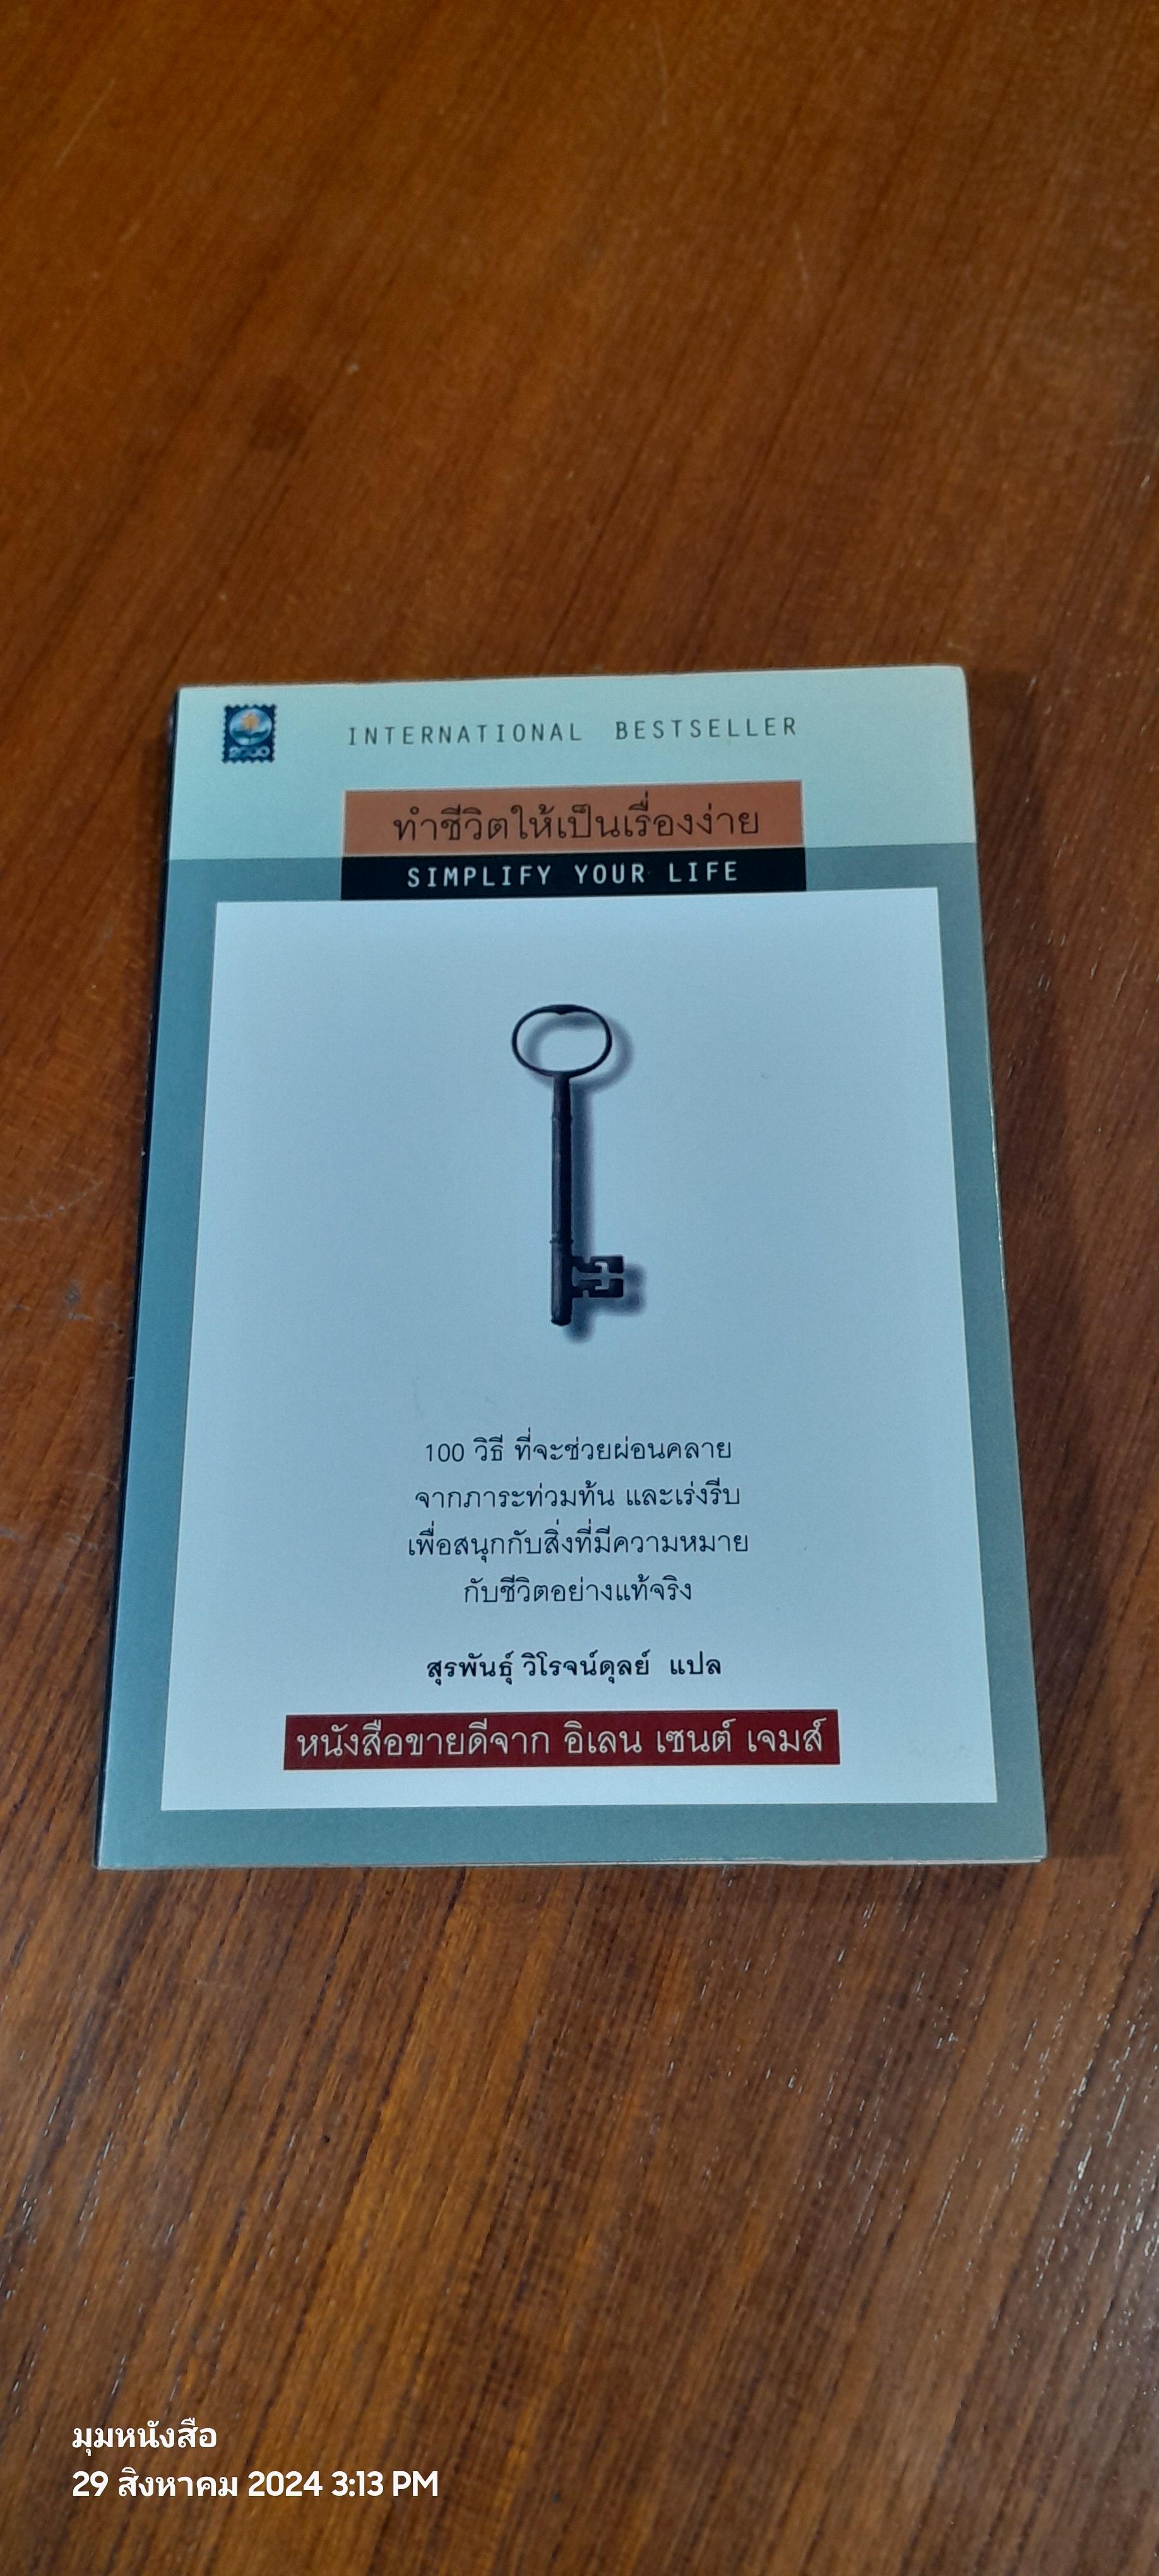 2000
INTERNATIONAL BESTSELLER
ทำชีวิตให้เป็นเรื่องง่าย
SIMPLIFY YOUR LIFE
100 วิธี ที่จะช่วยผ่อนคลาย
จากภาระท่วมท้น และเร่งรีบ
เพื่อสนุกกับสิ่งที่มีความหมาย
กับชีวิตอย่างแท้จริง
สุรพันธุ์ วิโรจน์ดุลย์ แปล
หนังสือขายดีจาก อิเลน เซนต์ เจมส์
มุมหนังสือ
29 สิงหาคม 2024 3:13 PM